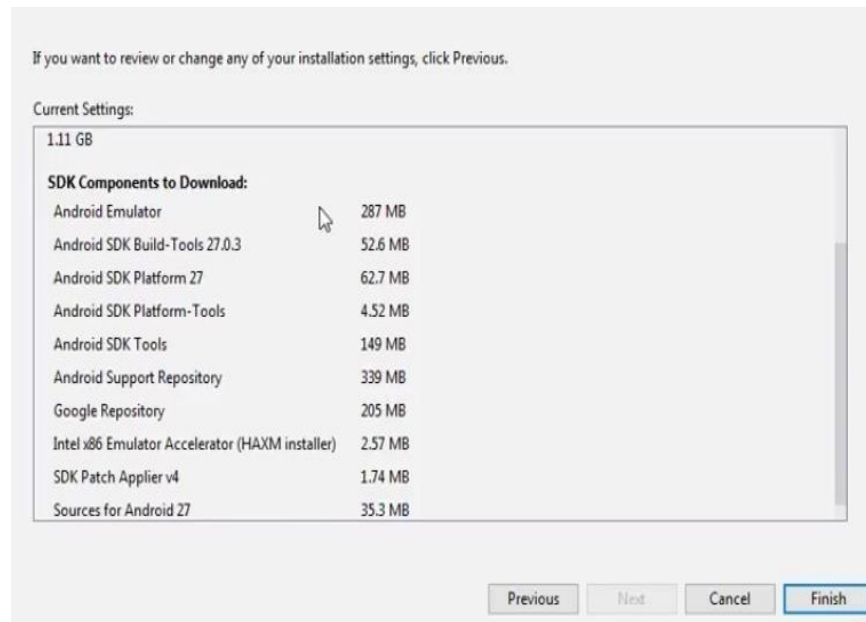 If you want to review or change any of your installation settings, click Previous.
Current Settings:
1.11 GB
SDK Components to Download:
Android Emulator 287 MB
Android SDK Build-Tools 27.0.3 52.6 MB
Android SDK Platform 27 62.7 MB
Android SDK Platform-Tools 4.52 MB
Android SDK Tools 149 MB
Android Support Repository 339 MB
Google Repository 205 MB
Intel x86 Emulator Accelerator (HAXM installer) 2.57 MB
SDK Patch Applier v4 1.74 MB
Sources for Android 27 35.3 MB
Previous Next Cancel Finish